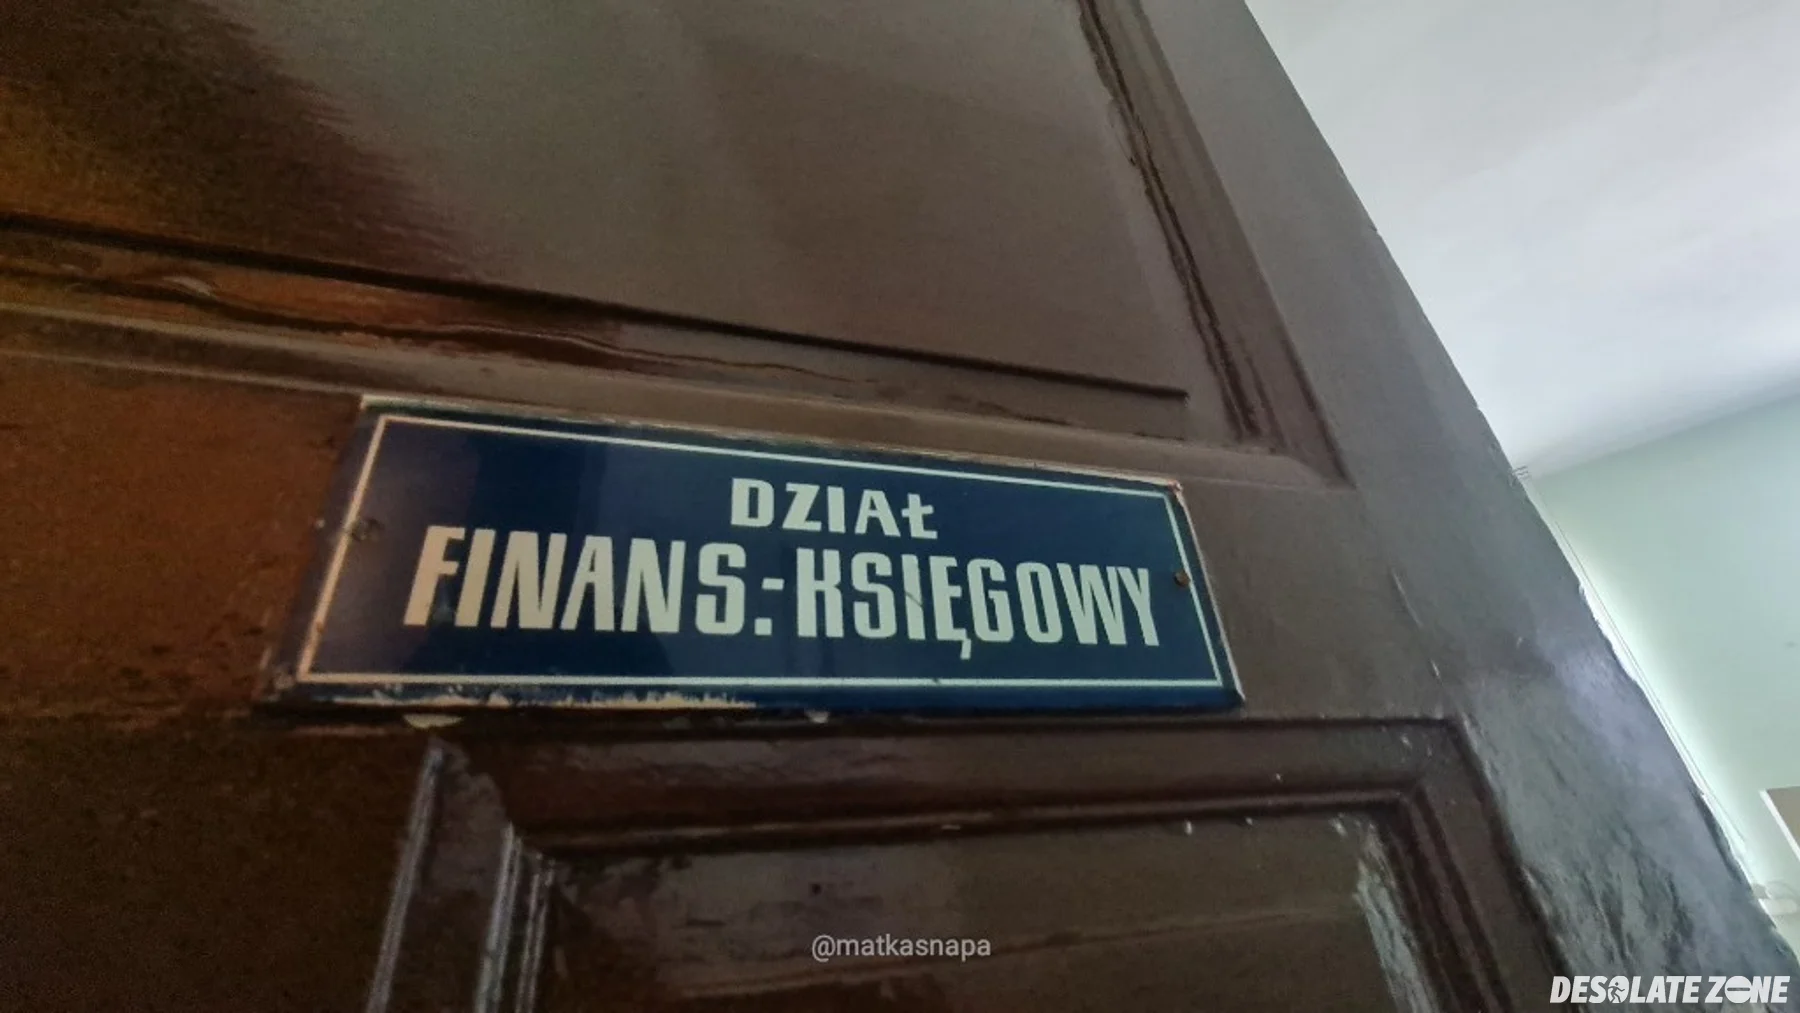 DZIAŁ
FINANS.-KSIĘGOWY
@matkasnapa
DESOLATE ZONE